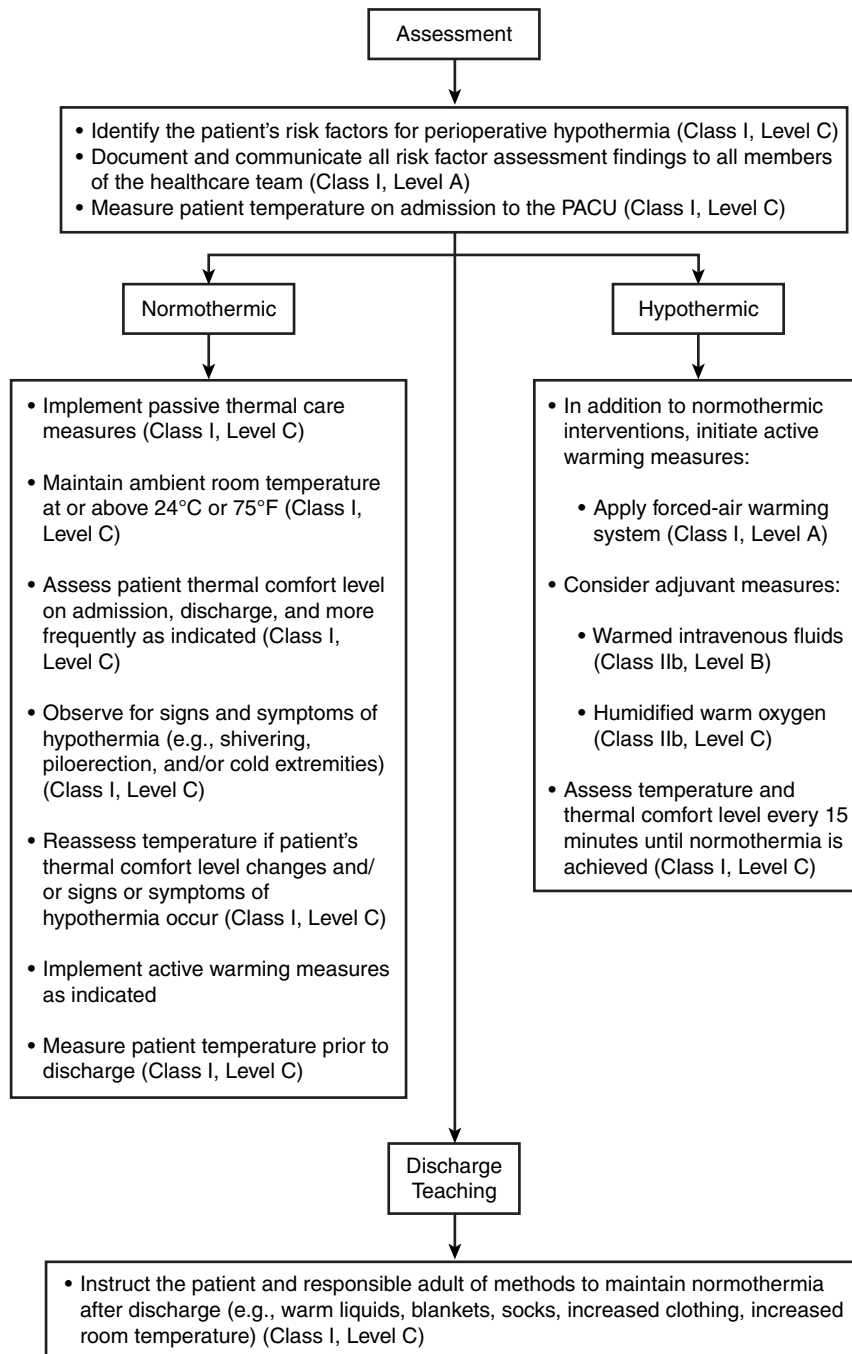 Assessment
• Identify the patient’s risk factors for perioperative hypothermia (Class I, Level C)
• Document and communicate all risk factor assessment findings to all members
of the healthcare team (Class I, Level A)
• Measure patient temperature on admission to the PACU (Class I, Level C)
Normothermic
• Implement passive thermal care
measures (Class I, Level C)
• Maintain ambient room temperature
at or above 24°C or 75°F (Class I,
Level C)
• Assess patient thermal comfort level
on admission, discharge, and more
frequently as indicated (Class I,
Level C)
• Observe for signs and symptoms of
hypothermia (e.g., shivering,
piloerection, and/or cold extremities)
(Class I, Level C)
• Reassess temperature if patient’s
thermal comfort level changes and/
or signs or symptoms of
hypothermia occur (Class I, Level C)
• Implement active warming measures
as indicated
• Measure patient temperature prior to
discharge (Class I, Level C)
Hypothermic
• In addition to normothermic
interventions, initiate active
warming measures:
• Apply forced-air warming
system (Class I, Level A)
• Consider adjuvant measures:
• Warmed intravenous fluids
(Class IIb, Level B)
• Humidified warm oxygen
(Class IIb, Level C)
• Assess temperature and
thermal comfort level every 15
minutes until normothermia is
achieved (Class I, Level C)
Discharge
Teaching
• Instruct the patient and responsible adult of methods to maintain normothermia
after discharge (e.g., warm liquids, blankets, socks, increased clothing, increased
room temperature) (Class I, Level C)